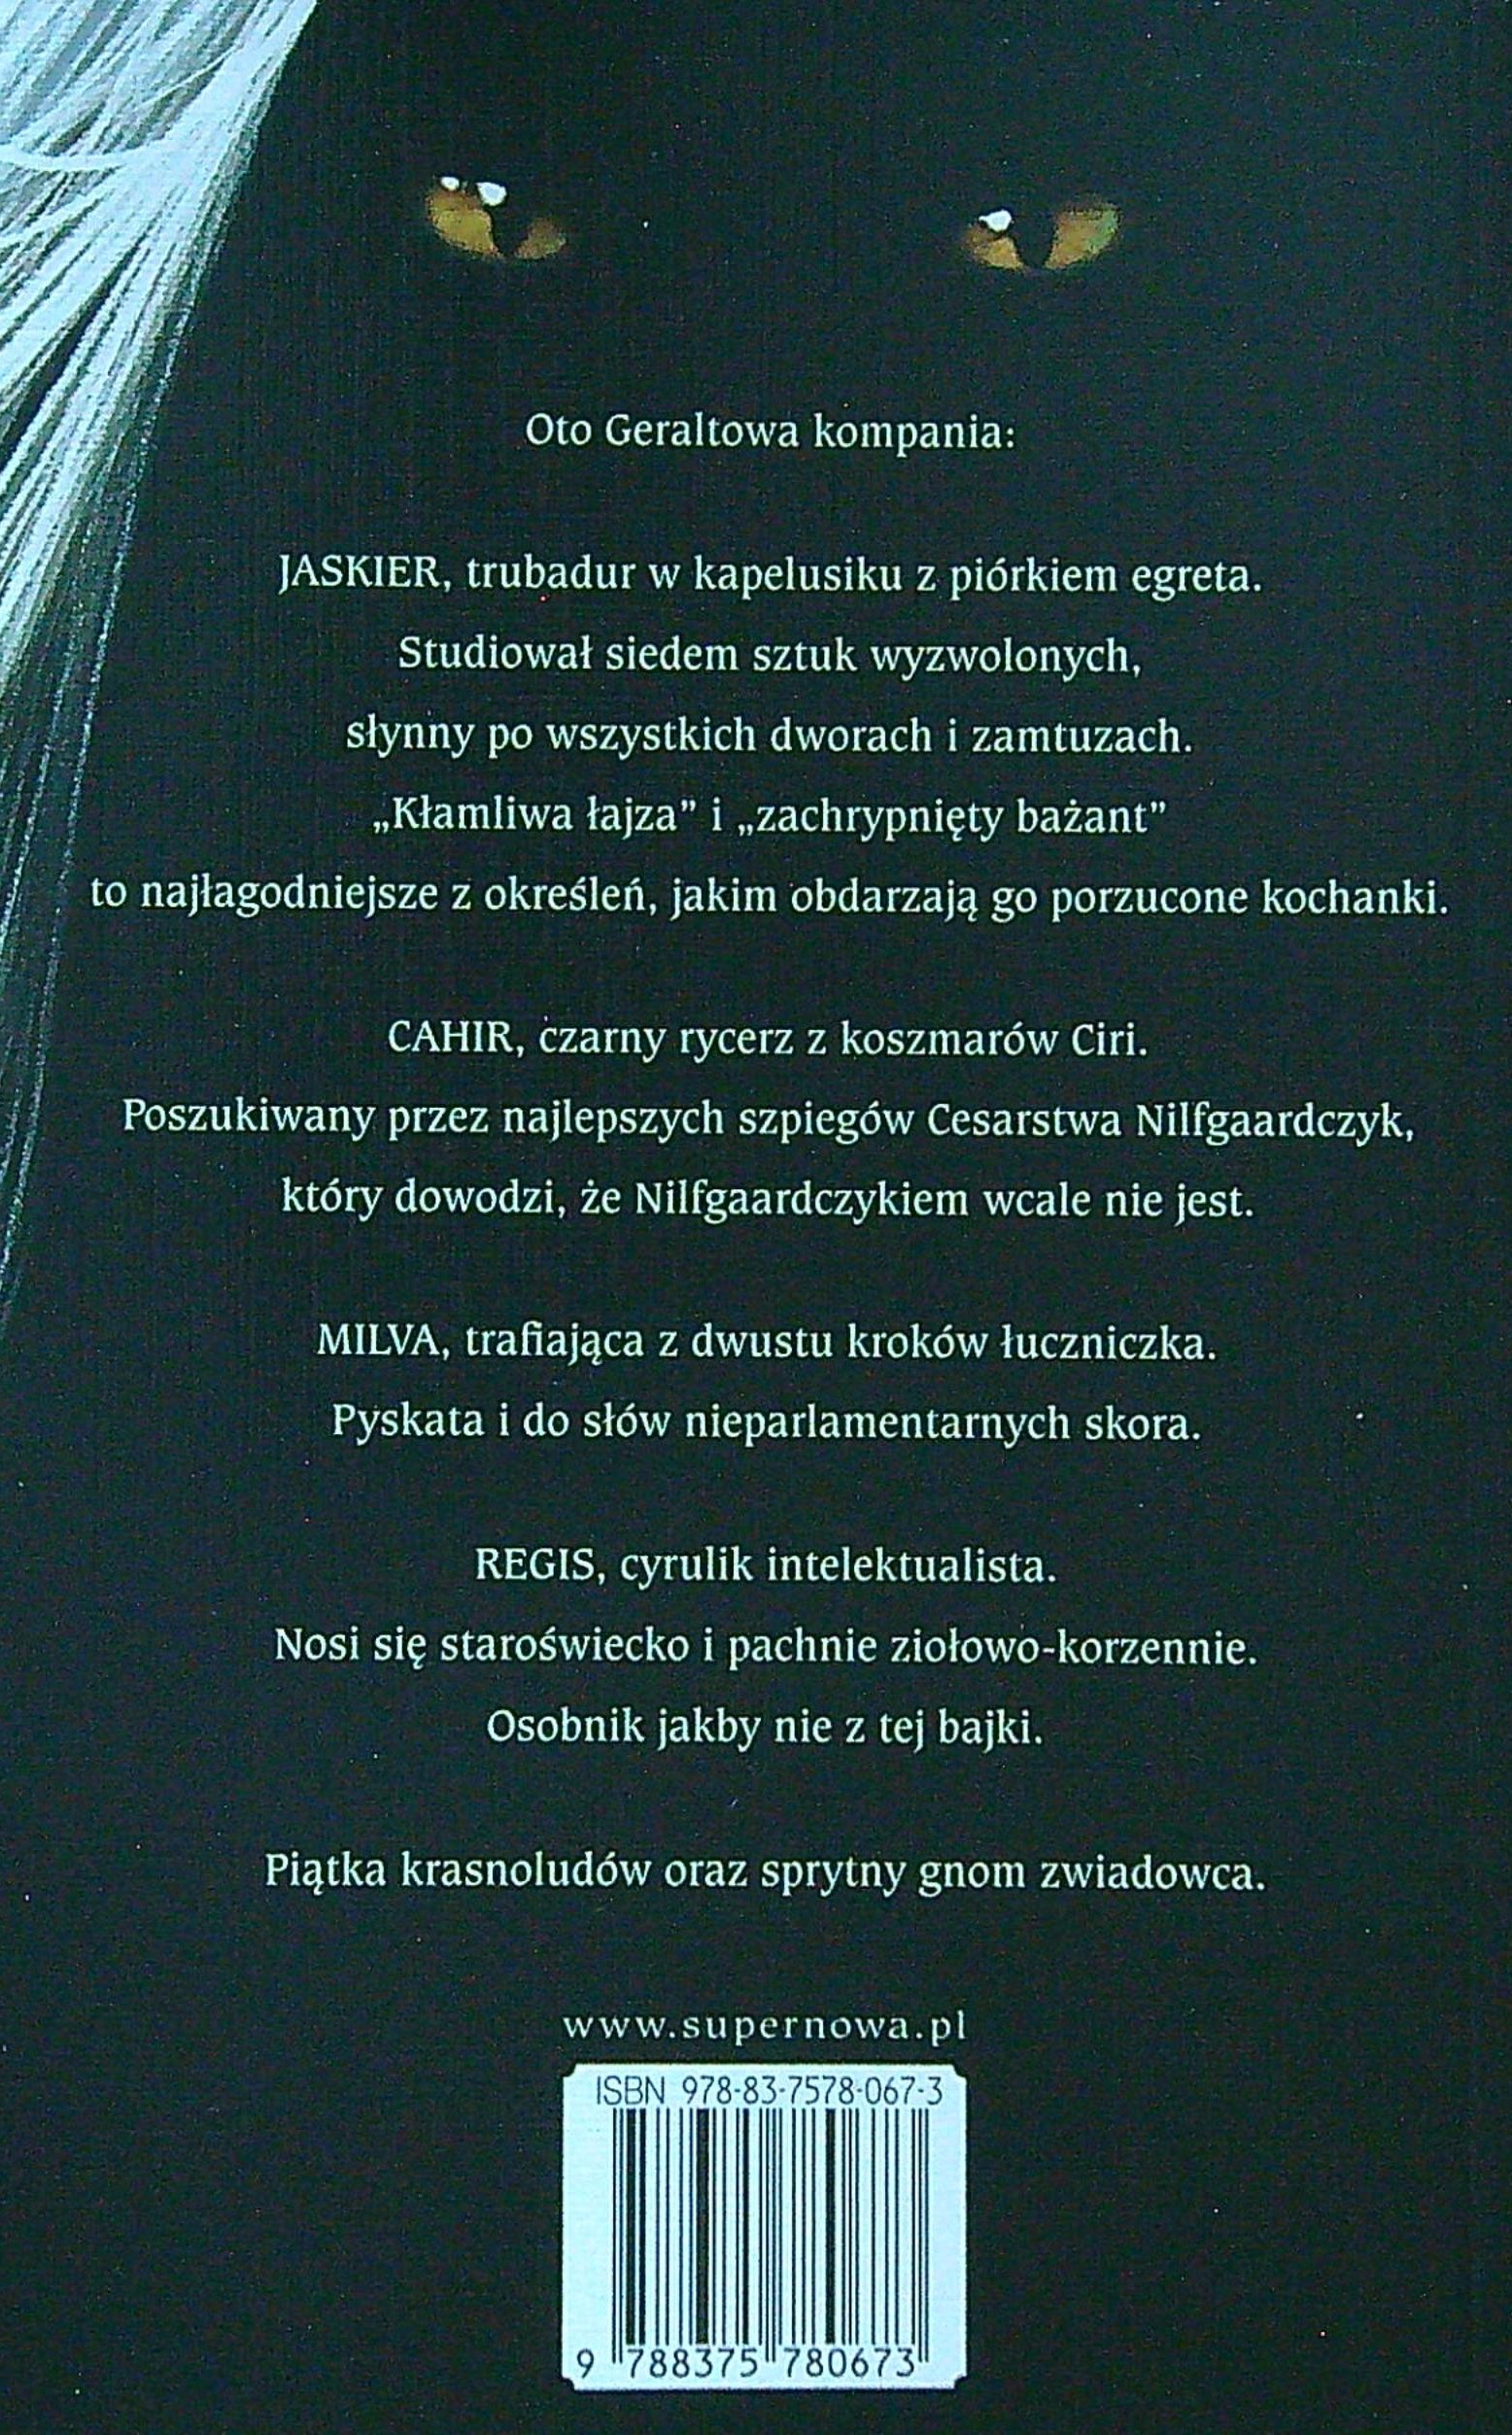 Oto Geraltowa kompania:
JASKIER, trubadur w kapelusiku z piórkiem egreta.
Studiował siedem sztuk wyzwolonych,
słynny po wszystkich dworach i zamtuzach.
„Kłamliwa łajza” i „zachrypnięty bażant”
to najłagodniejsze z określeń, jakim obdarzają go porzucone kochanki.
CAHIR, czarny rycerz z koszmarów Ciri.
Poszukiwany przez najlepszych szpiegów Cesarstwa Nilfgaardczyk,
który dowodzi, że Nilfgaardczykiem wcale nie jest.
MILVA, trafiająca z dwustu kroków łuczniczka.
Pyskata i do słów nieparlamentarnych skora.
REGIS, cyrulik intelektualista.
Nosi się staroświecko i pachnie ziołowo-korzennie.
Osobnik jakby nie z tej bajki.
Piątka krasnoludów oraz sprytny gnom zwiadowca.
www.supernowa.pl
ISBN 978-83-7578-067-3
9 788375 780673